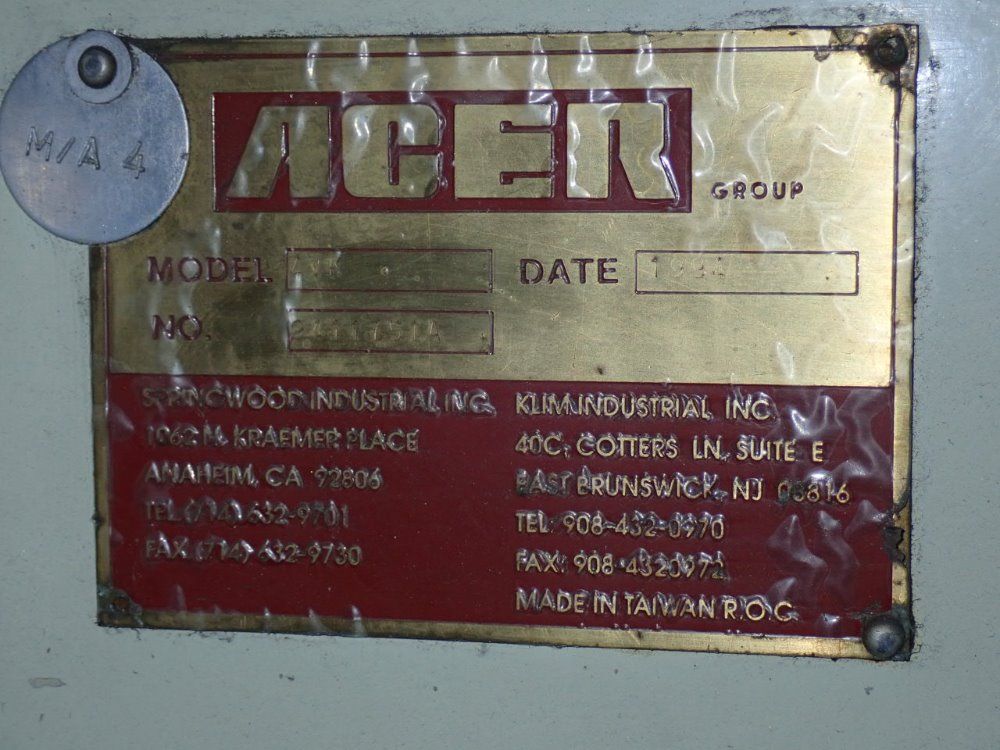 M/A 4
ACER
GROUP
MODEL DATE
NO.
SPRINGWOOD INDUSTRIAL INC.
1062 N. KRAEMER PLACE
ANAHEIM, CA 92806
TEL (714) 632-9701
FAX (714) 632-9730
KLIM INDUSTRIAL INC
40C, COTTERS LN. SUITE E
EAST BRUNSWICK, NJ 08816
TEL: 908-432-0970
FAX: 908-4320972
MADE IN TAIWAN R.O.C